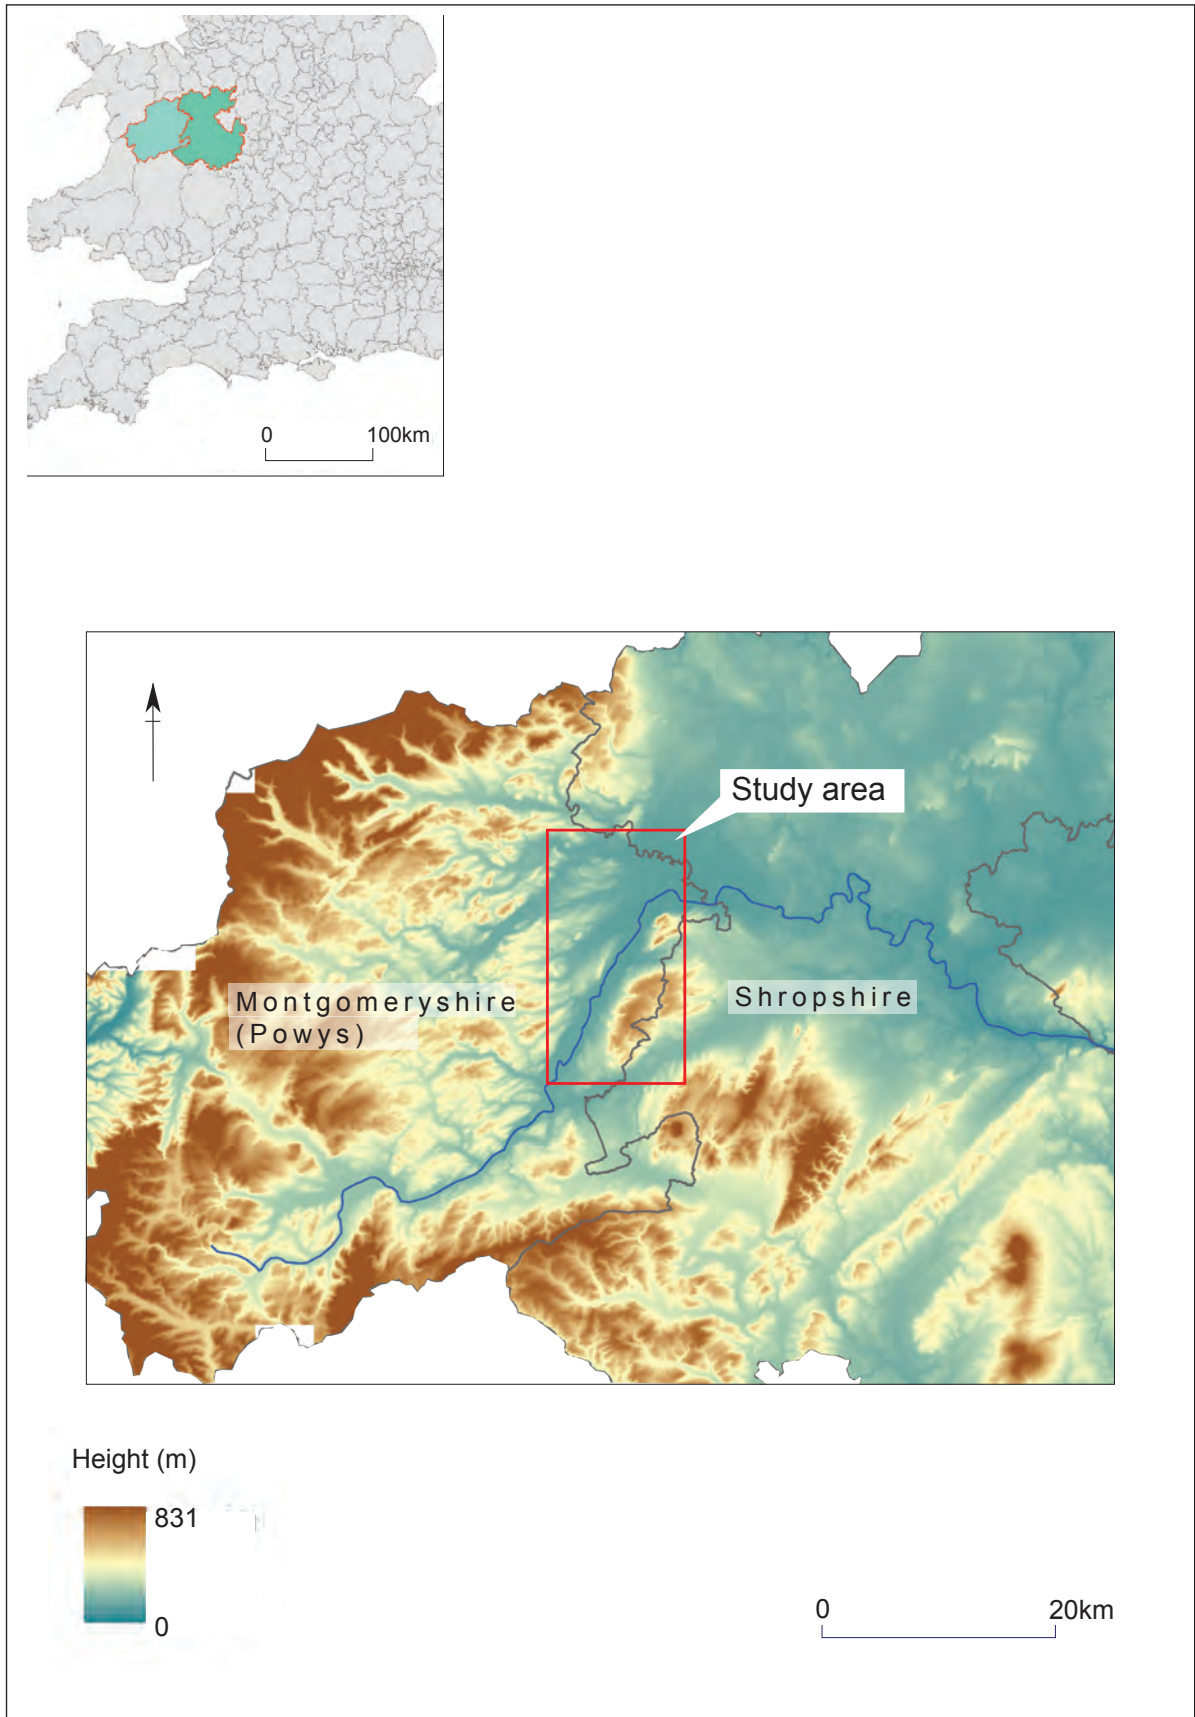 0 100km
Study area
Montgomeryshire
(Powys)
Shropshire
Height (m)
831
0
0 20km